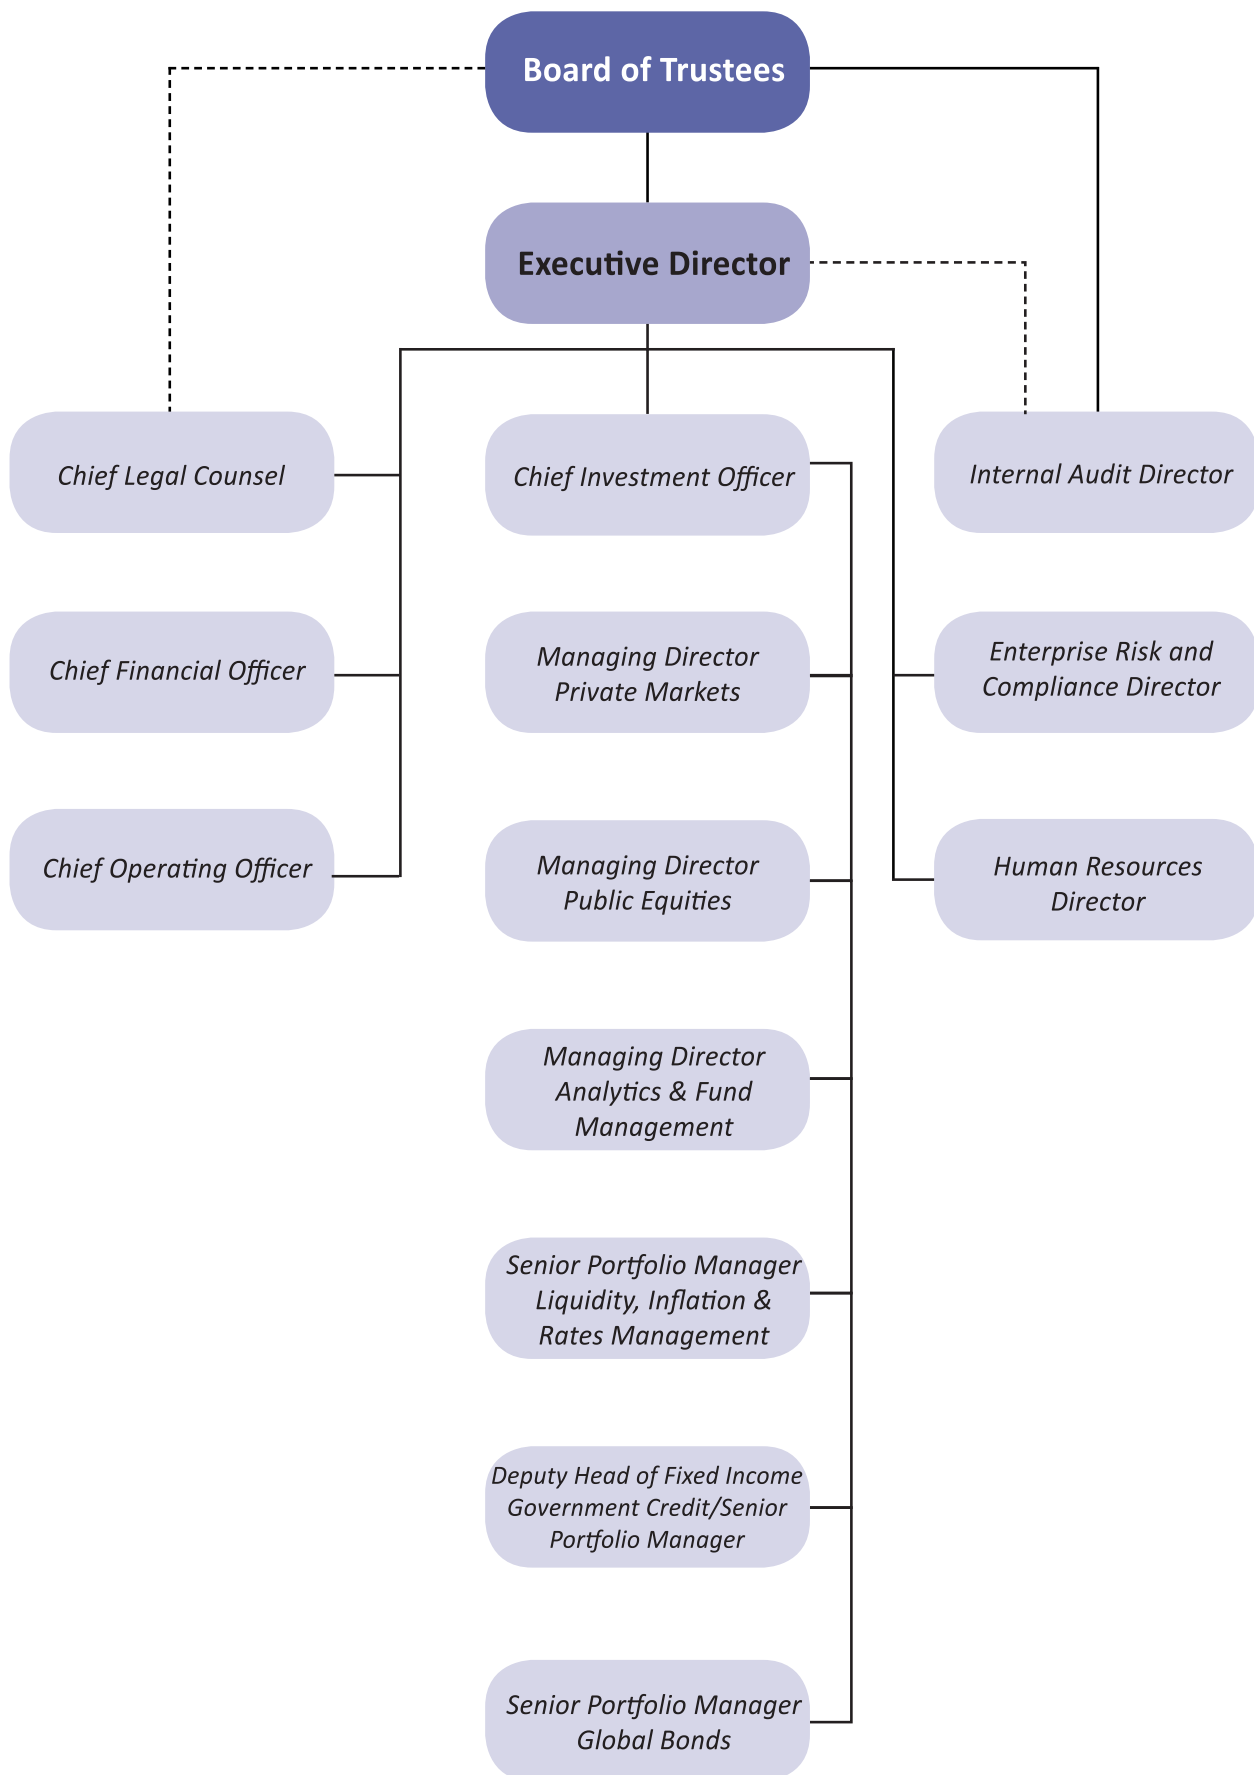 Board of Trustees
Executive Director
Chief Legal Counsel
Chief Investment Officer
Internal Audit Director
Chief Financial Officer
Managing Director
Private Markets
Enterprise Risk and
Compliance Director
Chief Operating Officer
Managing Director
Public Equities
Human Resources
Director
Managing Director
Analytics & Fund
Management
Senior Portfolio Manager
Liquidity, Inflation &
Rates Management
Deputy Head of Fixed Income
Government Credit/Senior
Portfolio Manager
Senior Portfolio Manager
Global Bonds